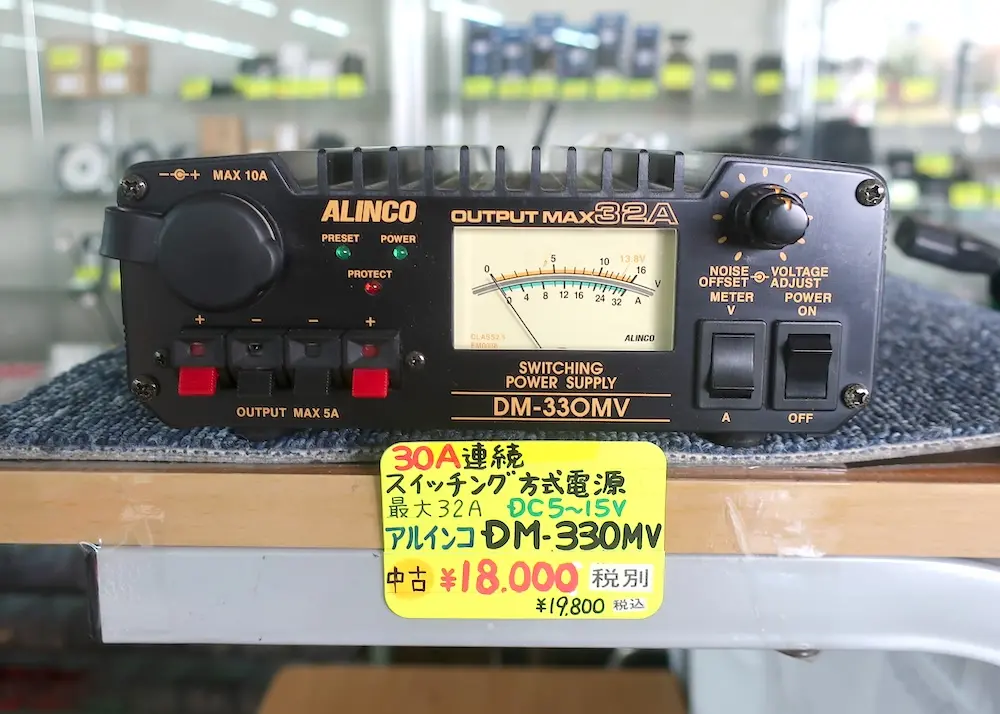 MAX 10A
ALINCO
PRESET POWER
PROTECT
+ - - +
OUTPUT MAX 5A
OUTPUT MAX 32A
0 5 10 13.8V 16 V
0 4 8 12 16 24 32 A
CLASS2.5
ALINCO
SWITCHING
POWER SUPPLY
DM-330MV
NOISE OFFSET VOLTAGE ADJUST
METER POWER
V ON
A OFF
30A連続
スイッチング方式電源
最大32A DC5~15V
アルインコ DM-330MV
中古 ¥18.000 税別
¥19,800 税込